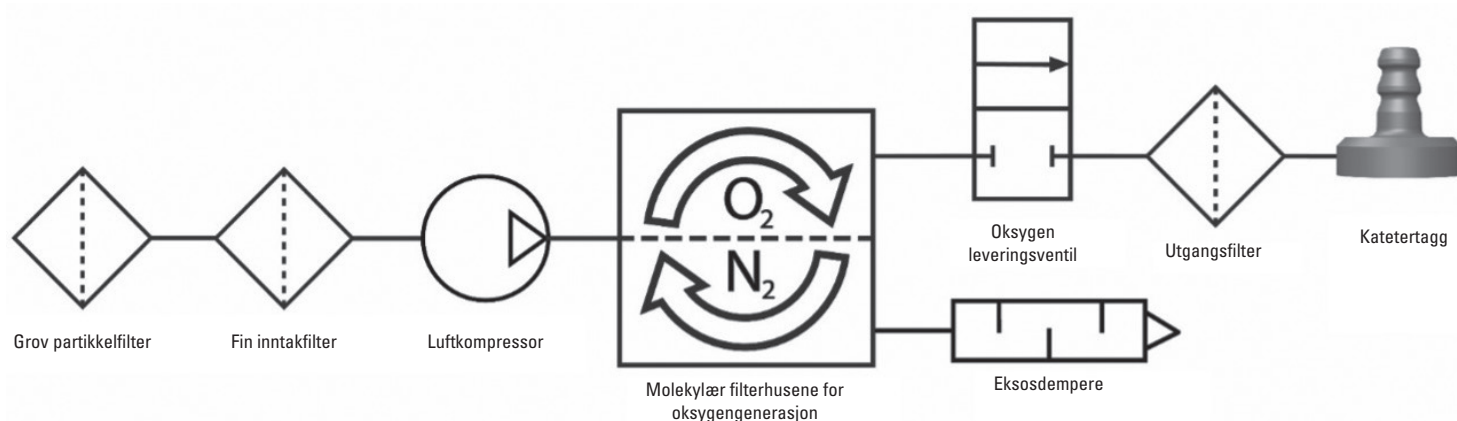 O2
N2
Grov partikkelfilter
Fin inntakfilter
Luftkompressor
Molekylær filterhusene for
oksygengenerasjon
Oksygen
leveringsventil
Utgangsfilter
Katetertagg
Eksosdempere